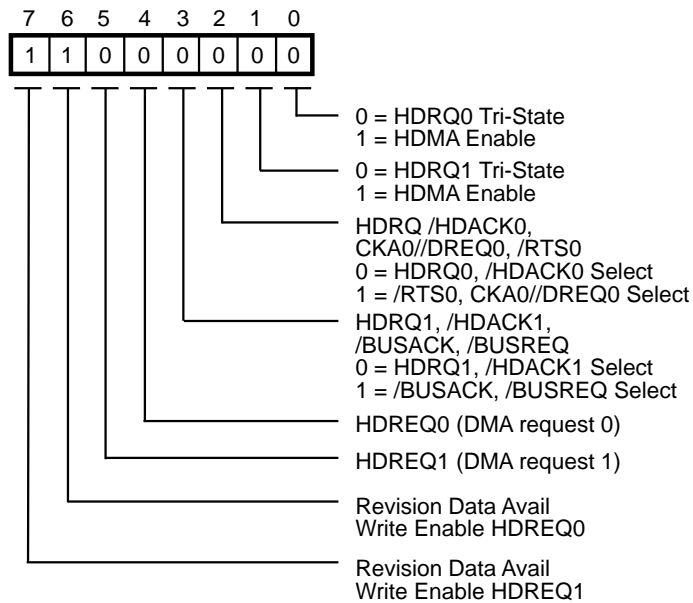 7 6 5 4 3 2 1 0
1 1 0 0 0 0 0 0
0 = HDRQ0 Tri-State
1 = HDMA Enable
0 = HDRQ1 Tri-State
1 = HDMA Enable
HDRQ /HDACK0,
CKA0//DREQ0, /RTS0
0 = HDRQ0, /HDACK0 Select
1 = /RTS0, CKA0//DREQ0 Select
HDRQ1, /HDACK1,
/BUSACK, /BUSREQ
0 = HDRQ1, /HDACK1 Select
1 = /BUSACK, /BUSREQ Select
HDREQ0 (DMA request 0)
HDREQ1 (DMA request 1)
Revision Data Avail
Write Enable HDREQ0
Revision Data Avail
Write Enable HDREQ1